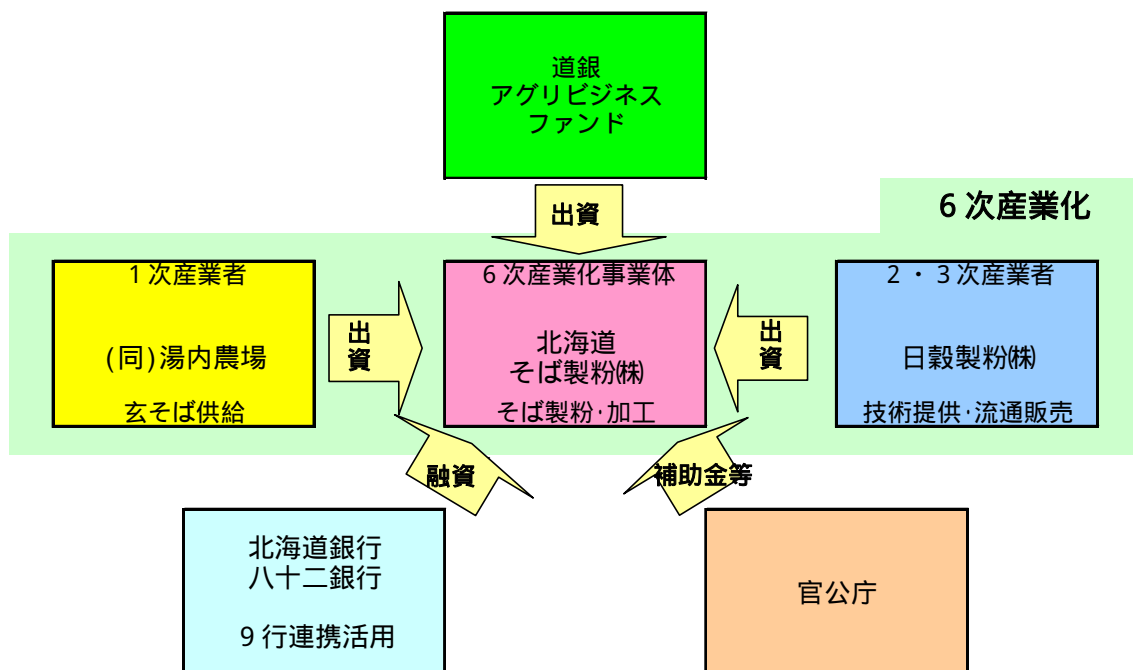 道銀
アグリビジネス
ファンド
出資
6次産業化
1次産業者
(同)湯内農場
玄そば供給
出
資
6次産業化事業体
北海道
そば製粉㈱
そば製粉･加工
出
資
2・3次産業者
日穀製粉㈱
技術提供･流通販売
融資
補助金等
北海道銀行
八十二銀行
9行連携活用
官公庁